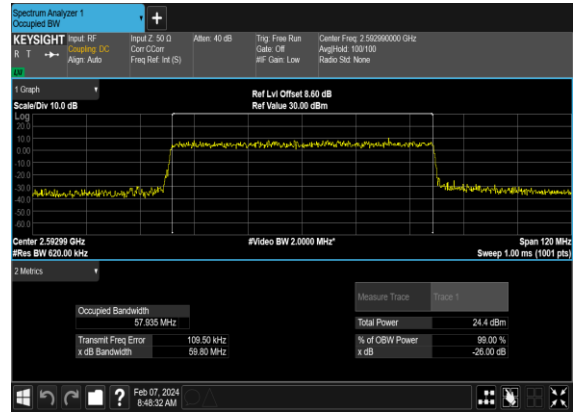 Spectrum Analyzer 1
Occupied BW
+
KEYSIGHT Input: RF Input Z: 50 Ω Atten: 40 dB Trig: Free Run Center Freq: 2.592990000 GHz
R T Coupling: DC Corr CCorr Gate: Off Avg|Hold: 100/100
Align: Auto Freq Ref: Int (S) #IF Gain: Low Radio Std: None
1 Graph
Ref Lvl Offset 8.60 dB
Scale/Div 10.0 dB Ref Value 30.00 dBm
Log
20.0
10.0
0.00
-10.0
-20.0
-30.0
-40.0
-50.0
-60.0
Center 2.59299 GHz #Video BW 2.0000 MHz* Span 120 MHz
#Res BW 620.00 kHz Sweep 1.00 ms (1001 pts)
2 Metrics
Measure Trace Trace 1
Occupied Bandwidth
57.935 MHz Total Power 24.4 dBm
Transmit Freq Error 109.50 kHz % of OBW Power 99.00 %
x dB Bandwidth 59.80 MHz x dB -26.00 dB
? Feb 07, 2024
8:48:32 AM